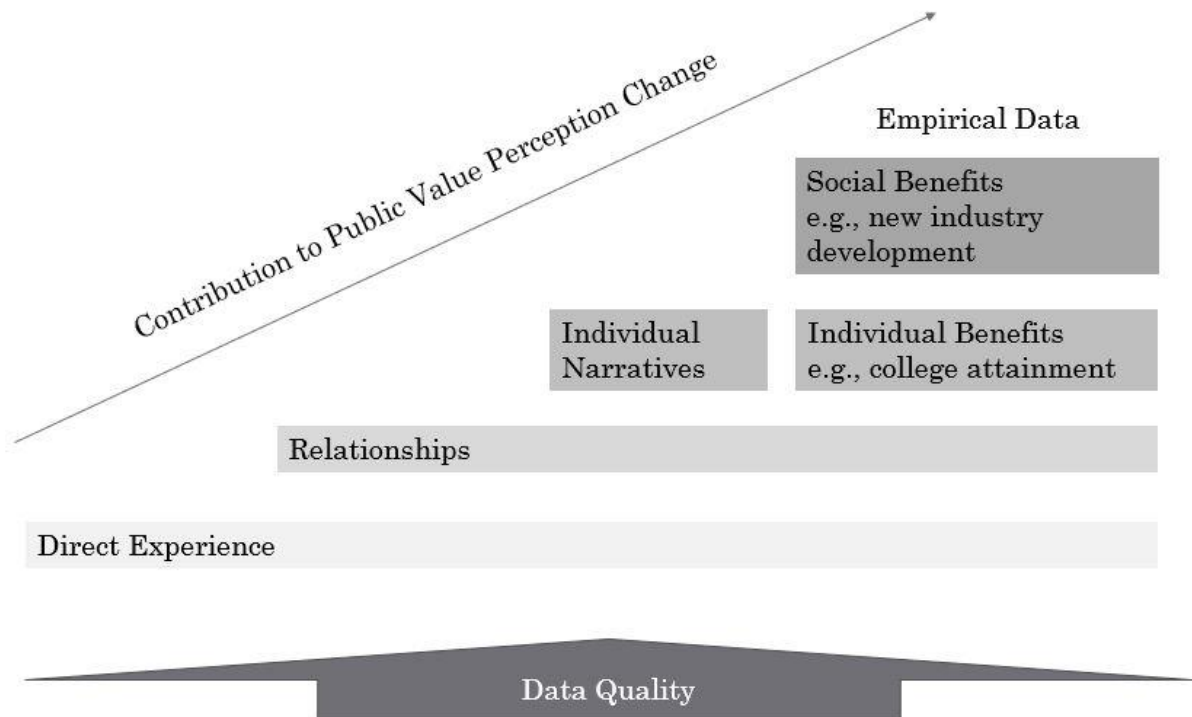 Contribution to Public Value Perception Change
Empirical Data
Social Benefits
e.g., new industry
development
Individual
Narratives
Individual Benefits
e.g., college attainment
Relationships
Direct Experience
Data Quality